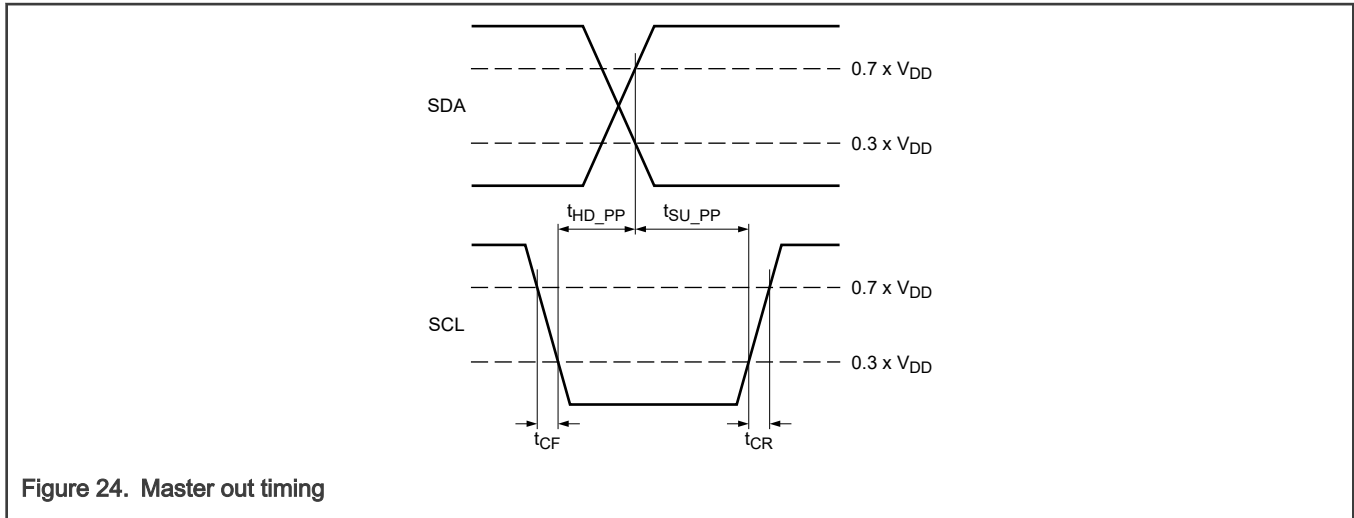 0.7 x VDD
SDA
0.3 x VDD
tHD_PP tSU_PP
0.7 x VDD
SCL
0.3 x VDD
tCF tCR
Figure 24. Master out timing